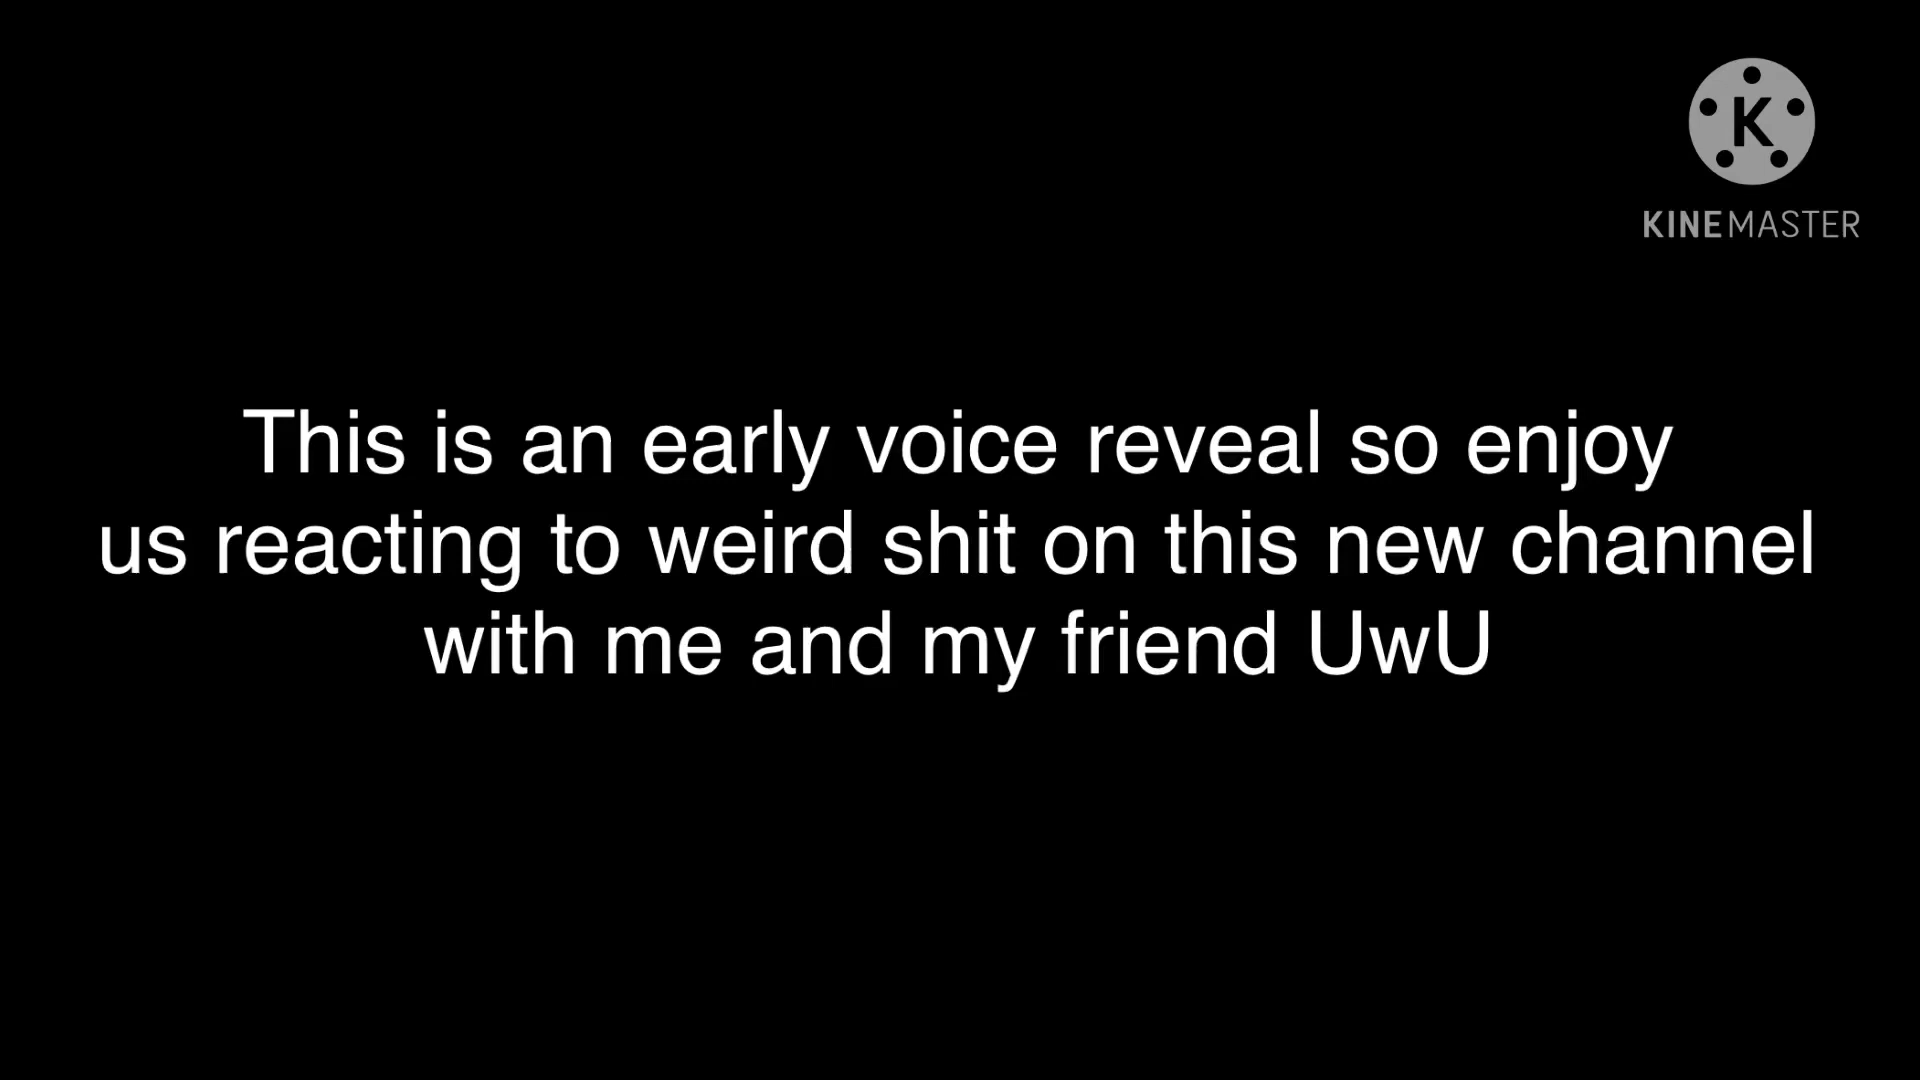 K
KINEMASTER
This is an early voice reveal so enjoy
us reacting to weird shit on this new channel
with me and my friend UwU